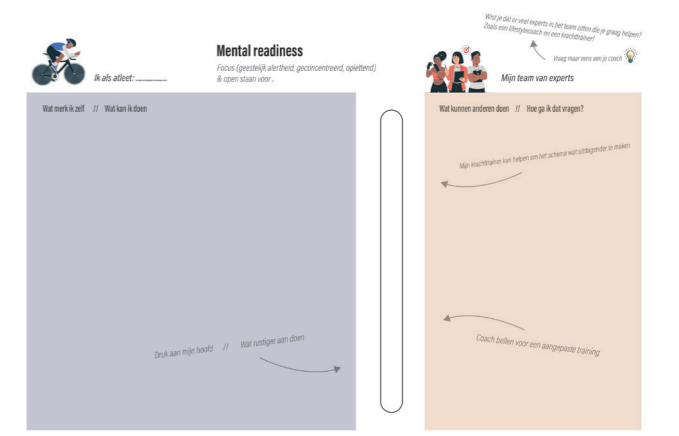 Wist je dat er veel experts in het team zitten die je graag helpen?
Zoals een lifestylecoach en een krachttrainer!
Vraag maar eens aan je coach
Mental readiness
Focus (geestelijk alertheid, geconcentreerd, oplettend)
& open staan voor .
Ik als atleet: ...............
Mijn team van experts
Wat merk ik zelf // Wat kan ik doen
Wat kunnen anderen doen // Hoe ga ik dat vragen?
Mijn krachttrainer kan helpen om het schema wat uitdagender te maken
Druk aan mijn hoofd // Wat rustiger aan doen
Coach bellen voor een aangepaste training